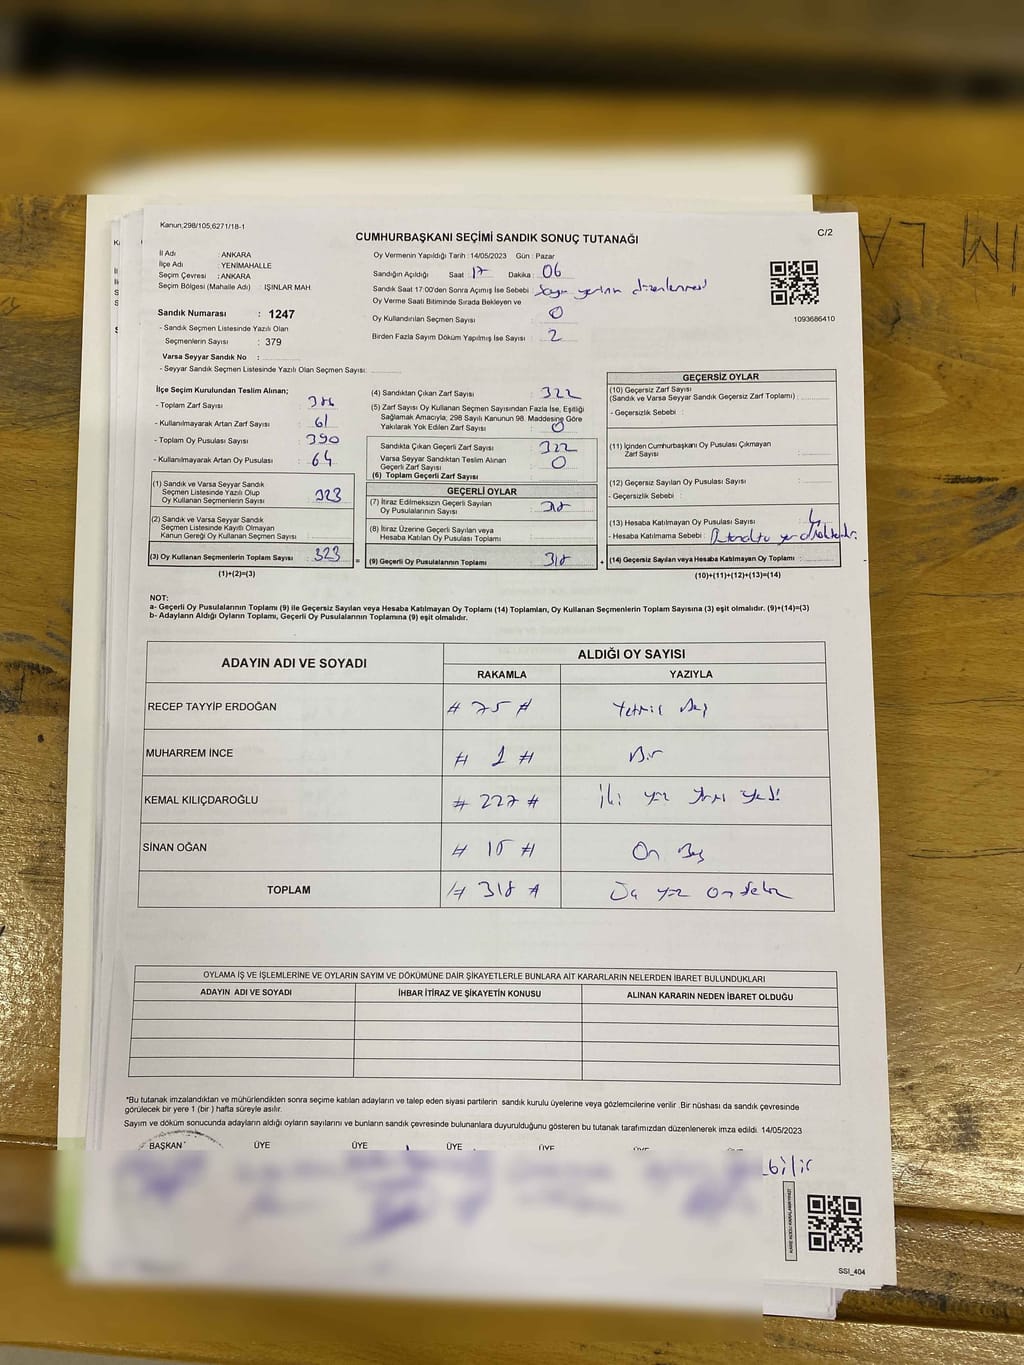 Kanun;298/105;6271/18-1
C/2
CUMHURBAŞKANI SEÇİMİ SANDIK SONUÇ TUTANAĞI
İl Adı : ANKARA
İlçe Adı : YENİMAHALLE
Seçim Çevresi : ANKARA
Seçim Bölgesi (Mahalle Adı) : IŞINLAR MAH.
Oy Vermenin Yapıldığı Tarih : 14/05/2023 Gün : Pazar
Sandığın Açıldığı Saat 17 Dakika : 06
Sandık Saat 17:00'den Sonra Açımış İse Sebebi : Sayım yerinin düzenlenmesi
Oy Verme Saati Bitiminde Sırada Bekleyen ve
Oy Kullandırılan Seçmen Sayısı : 0
Birden Fazla Sayım Döküm Yapılmış İse Sayısı : 2
1093686410
Sandık Numarası : 1247
- Sandık Seçmen Listesinde Yazılı Olan
Seçmenlerin Sayısı : 379
Varsa Seyyar Sandık No :
- Seyyar Sandık Seçmen Listesinde Yazılı Olan Seçmen Sayısı:
İlçe Seçim Kurulundan Teslim Alınan;
- Toplam Zarf Sayısı :
- Kullanılmayarak Artan Zarf Sayısı : 61
- Toplam Oy Pusulası Sayısı : 390
- Kullanılmayarak Artan Oy Pusulası : 64
(1) Sandık ve Varsa Seyyar Sandık
Seçmen Listesinde Yazılı Olup
Oy Kullanan Seçmenlerin Sayısı : 323
(2) Sandık ve Varsa Seyyar Sandık
Seçmen Listesinde Kayıtlı Olmayan
Kanun Gereği Oy Kullanan Seçmen Sayısı :
(3) Oy Kullanan Seçmenlerin Toplam Sayısı : 323
(1)+(2)=(3)
(4) Sandıktan Çıkan Zarf Sayısı : 322
(5) Zarf Sayısı Oy Kullanan Seçmen Sayısından Fazla İse, Eşitliği
Sağlamak Amacıyla; 298 Sayılı Kanunun 98. Maddesine Göre
Yakılarak Yok Edilen Zarf Sayısı : 0
Sandıkta Çıkan Geçerli Zarf Sayısı : 322
Varsa Seyyar Sandıktan Teslim Alınan
Geçerli Zarf Sayısı : 0
(6) Toplam Geçerli Zarf Sayısı :
GEÇERLİ OYLAR
(7) İtiraz Edilmeksizin Geçerli Sayılan
Oy Pusulalarının Sayısı : 318
(8) İtiraz Üzerine Geçerli Sayılan veya
Hesaba Katılan Oy Pusulası Toplamı :
= (9) Geçerli Oy Pusulalarının Toplamı : 318 +
GEÇERSİZ OYLAR
(10) Geçersiz Zarf Sayısı
(Sandık ve Varsa Seyyar Sandık Geçersiz Zarf Toplamı) :
- Geçersizlik Sebebi :
(11) İçinden Cumhurbaşkanı Oy Pusulası Çıkmayan
Zarf Sayısı :
(12) Geçersiz Sayılan Oy Pusulası Sayısı :
- Geçersizlik Sebebi :
(13) Hesaba Katılmayan Oy Pusulası Sayısı :
- Hesaba Katılmama Sebebi :
(14) Geçersiz Sayılan veya Hesaba Katılmayan Oy Toplamı :
(10)+(11)+(12)+(13)=(14)
NOT:
a- Geçerli Oy Pusulalarının Toplamı (9) ile Geçersiz Sayılan veya Hesaba Katılmayan Oy Toplamı (14) Toplamları, Oy Kullanan Seçmenlerin Toplam Sayısına (3) eşit olmalıdır. (9)+(14)=(3)
b- Adayların Aldığı Oyların Toplamı, Geçerli Oy Pusulalarının Toplamına (9) eşit olmalıdır.
ADAYIN ADI VE SOYADI
ALDIĞI OY SAYISI
RAKAMLA YAZIYLA
RECEP TAYYİP ERDOĞAN # 75 # Yetmiş Beş
MUHARREM İNCE # 1 # Bir
KEMAL KILIÇDAROĞLU # 227 # İki yüz yirmi yedi
SİNAN OĞAN # 15 # On Beş
TOPLAM # 318 # Üç yüz on sekiz
OYLAMA İŞ VE İŞLEMLERİNE VE OYLARIN SAYIM VE DÖKÜMÜNE DAİR ŞİKAYETLERLE BUNLARA AİT KARARLARIN NELERDEN İBARET BULUNDUKLARI
ADAYIN ADI VE SOYADI İHBAR İTİRAZ VE ŞİKAYETİN KONUSU ALINAN KARARIN NEDEN İBARET OLDUĞU
*Bu tutanak imzalandıktan ve mühürlendikten sonra seçime katılan adayların ve talep eden siyasi partilerin sandık kurulu üyelerine veya gözlemcilerine verilir .Bir nüshası da sandık çevresinde
görülecek bir yere 1 (bir ) hafta süreyle asılır.
Sayım ve döküm sonucunda adayların aldığı oyların sayılarını ve bunların sandık çevresinde bulunanlara duyurulduğunu gösteren bu tutanak tarafımızdan düzenlenerek imza edildi. 14/05/2023
BAŞKAN ÜYE ÜYE ÜYE ÜYE ÜYE ÜYE
SSI_404